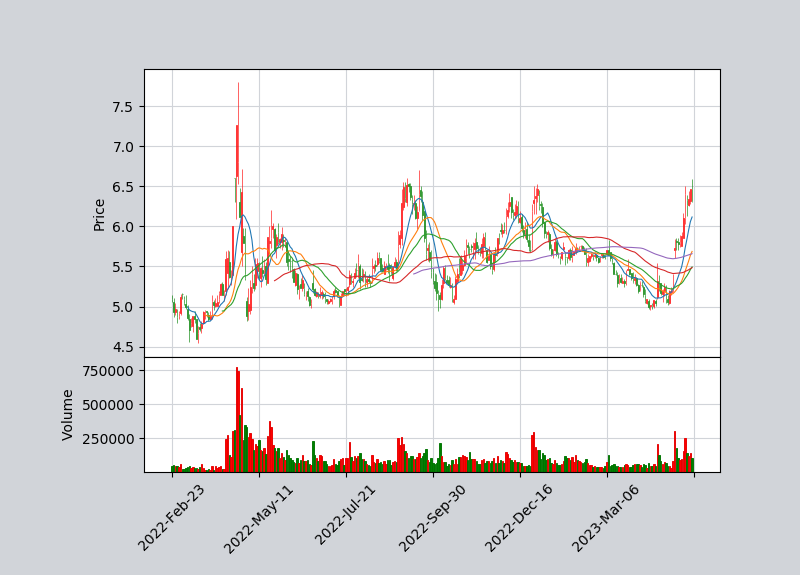 Price
7.5
7.0
6.5
6.0
5.5
5.0
4.5
Volume
750000
500000
250000
2022-Feb-23
2022-May-11
2022-Jul-21
2022-Sep-30
2022-Dec-16
2023-Mar-06